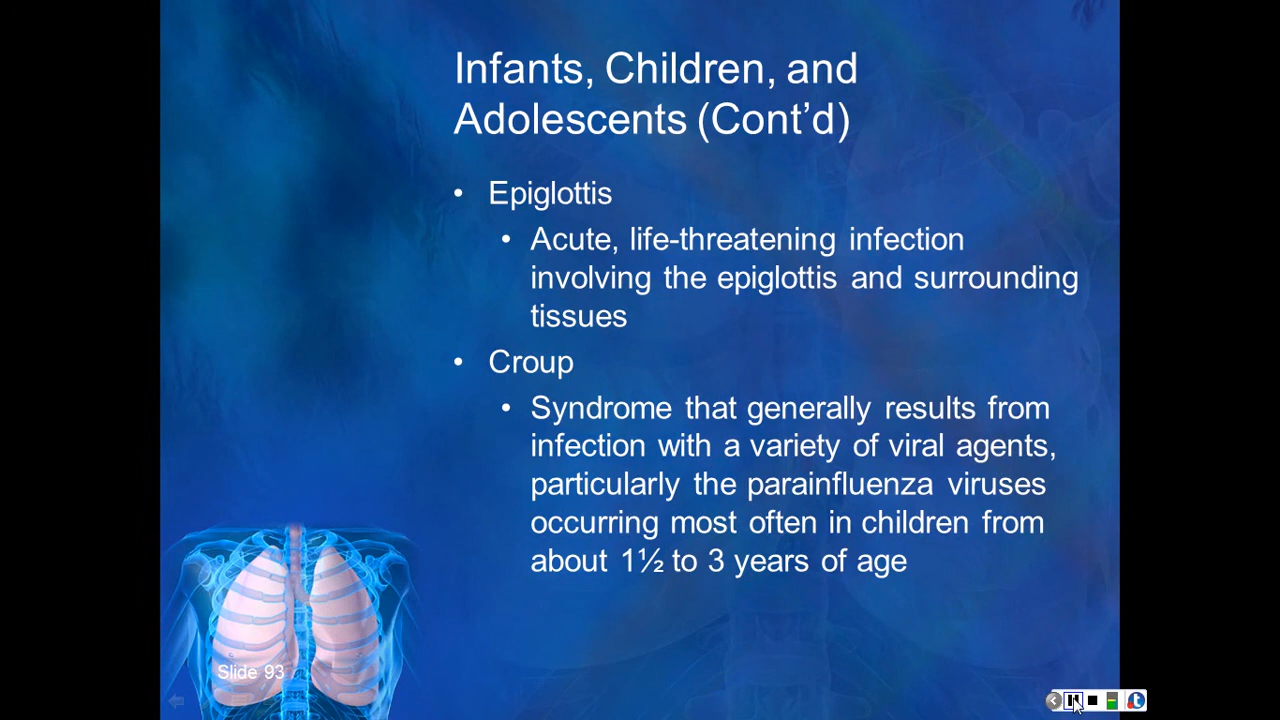 Infants, Children, and
Adolescents (Cont’d)
• Epiglottis
• Acute, life-threatening infection
involving the epiglottis and surrounding
tissues
• Croup
• Syndrome that generally results from
infection with a variety of viral agents,
particularly the parainfluenza viruses
occurring most often in children from
about 1½ to 3 years of age
Slide 93